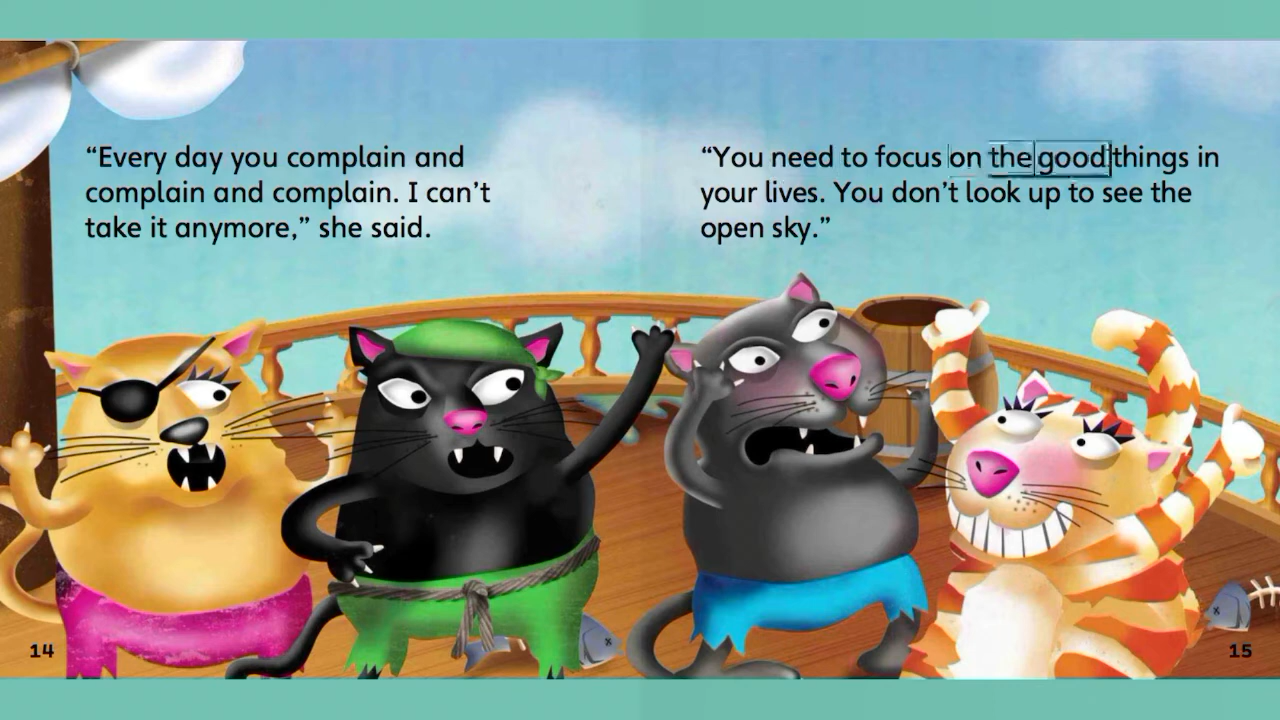 “Every day you complain and
complain and complain. I can’t
take it anymore,” she said.
“You need to focus on the good things in
your lives. You don’t look up to see the
open sky.”
14
15